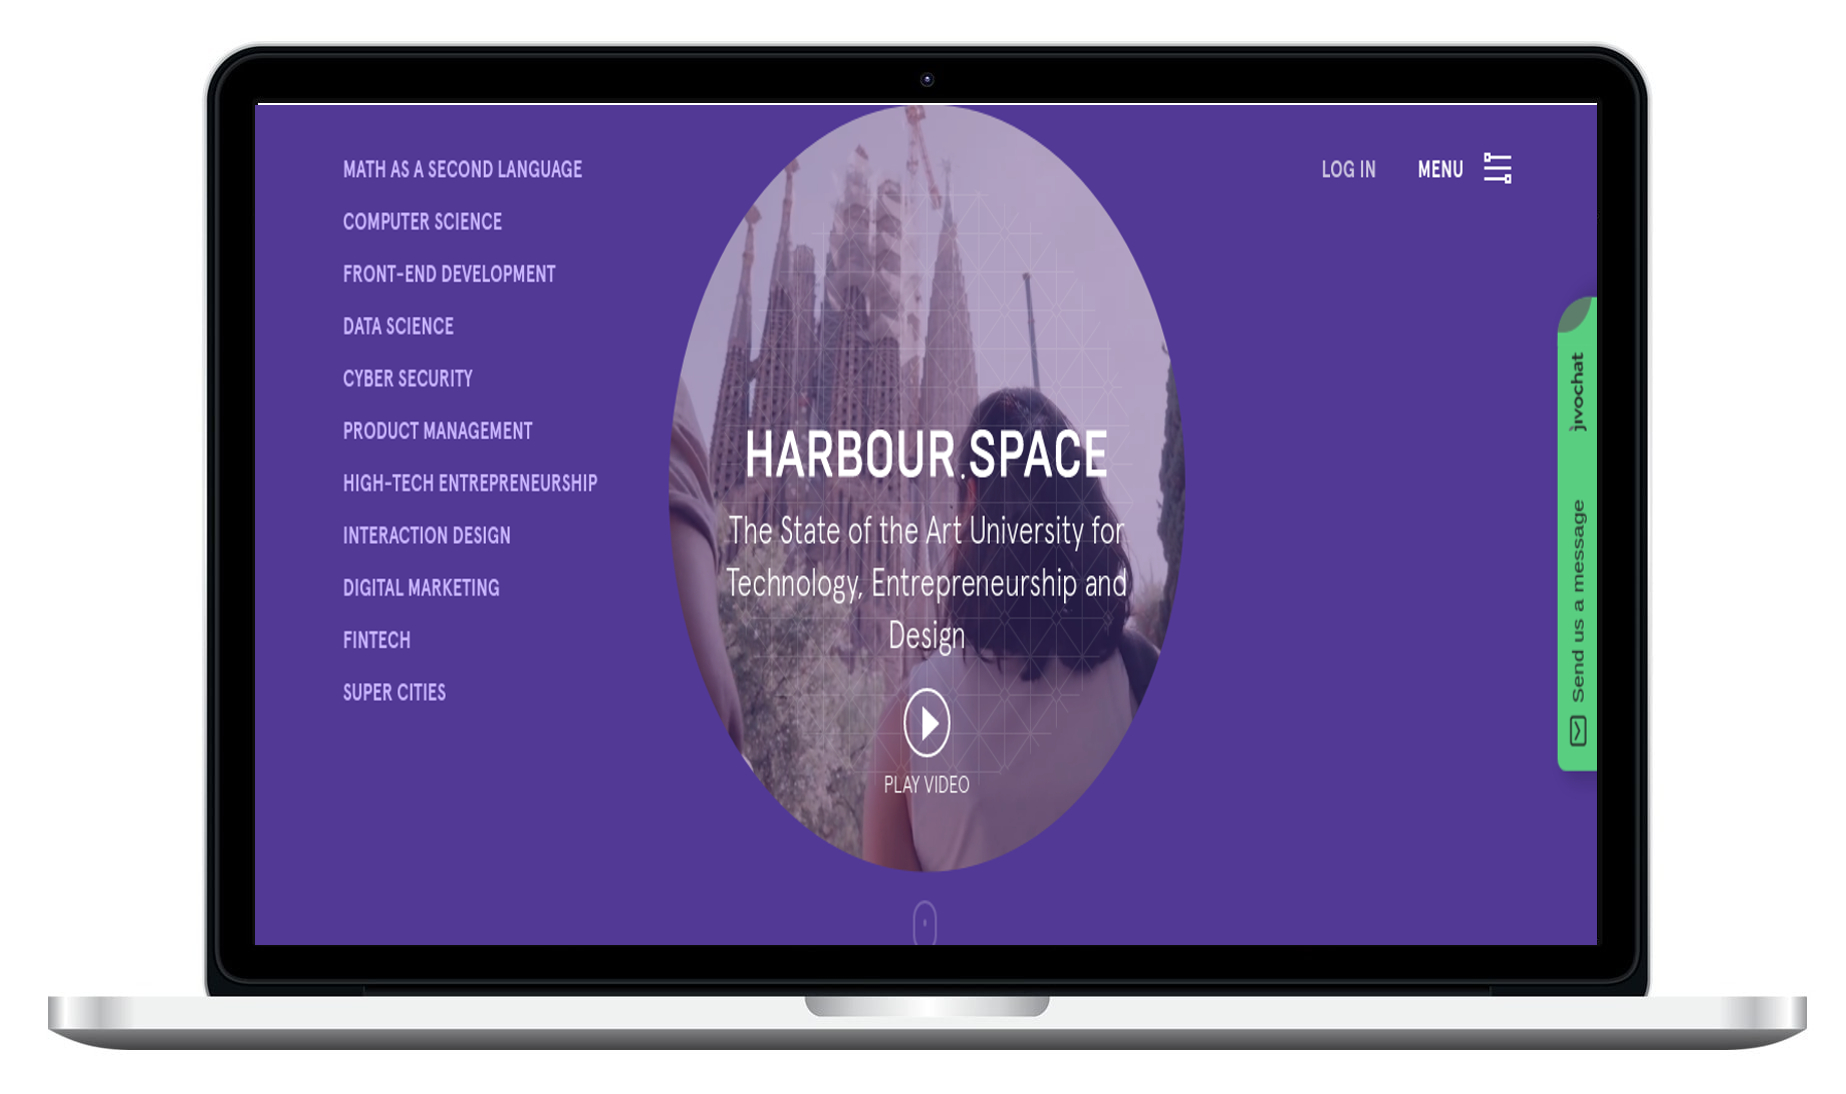 MATH AS A SECOND LANGUAGE
COMPUTER SCIENCE
FRONT-END DEVELOPMENT
DATA SCIENCE
CYBER SECURITY
PRODUCT MANAGEMENT
HIGH-TECH ENTREPRENEURSHIP
INTERACTION DESIGN
DIGITAL MARKETING
FINTECH
SUPER CITIES
HARBOUR.SPACE
The State of the Art University for
Technology, Entrepreneurship and
Design
PLAY VIDEO
LOG IN
MENU
Send us a message
jivochat